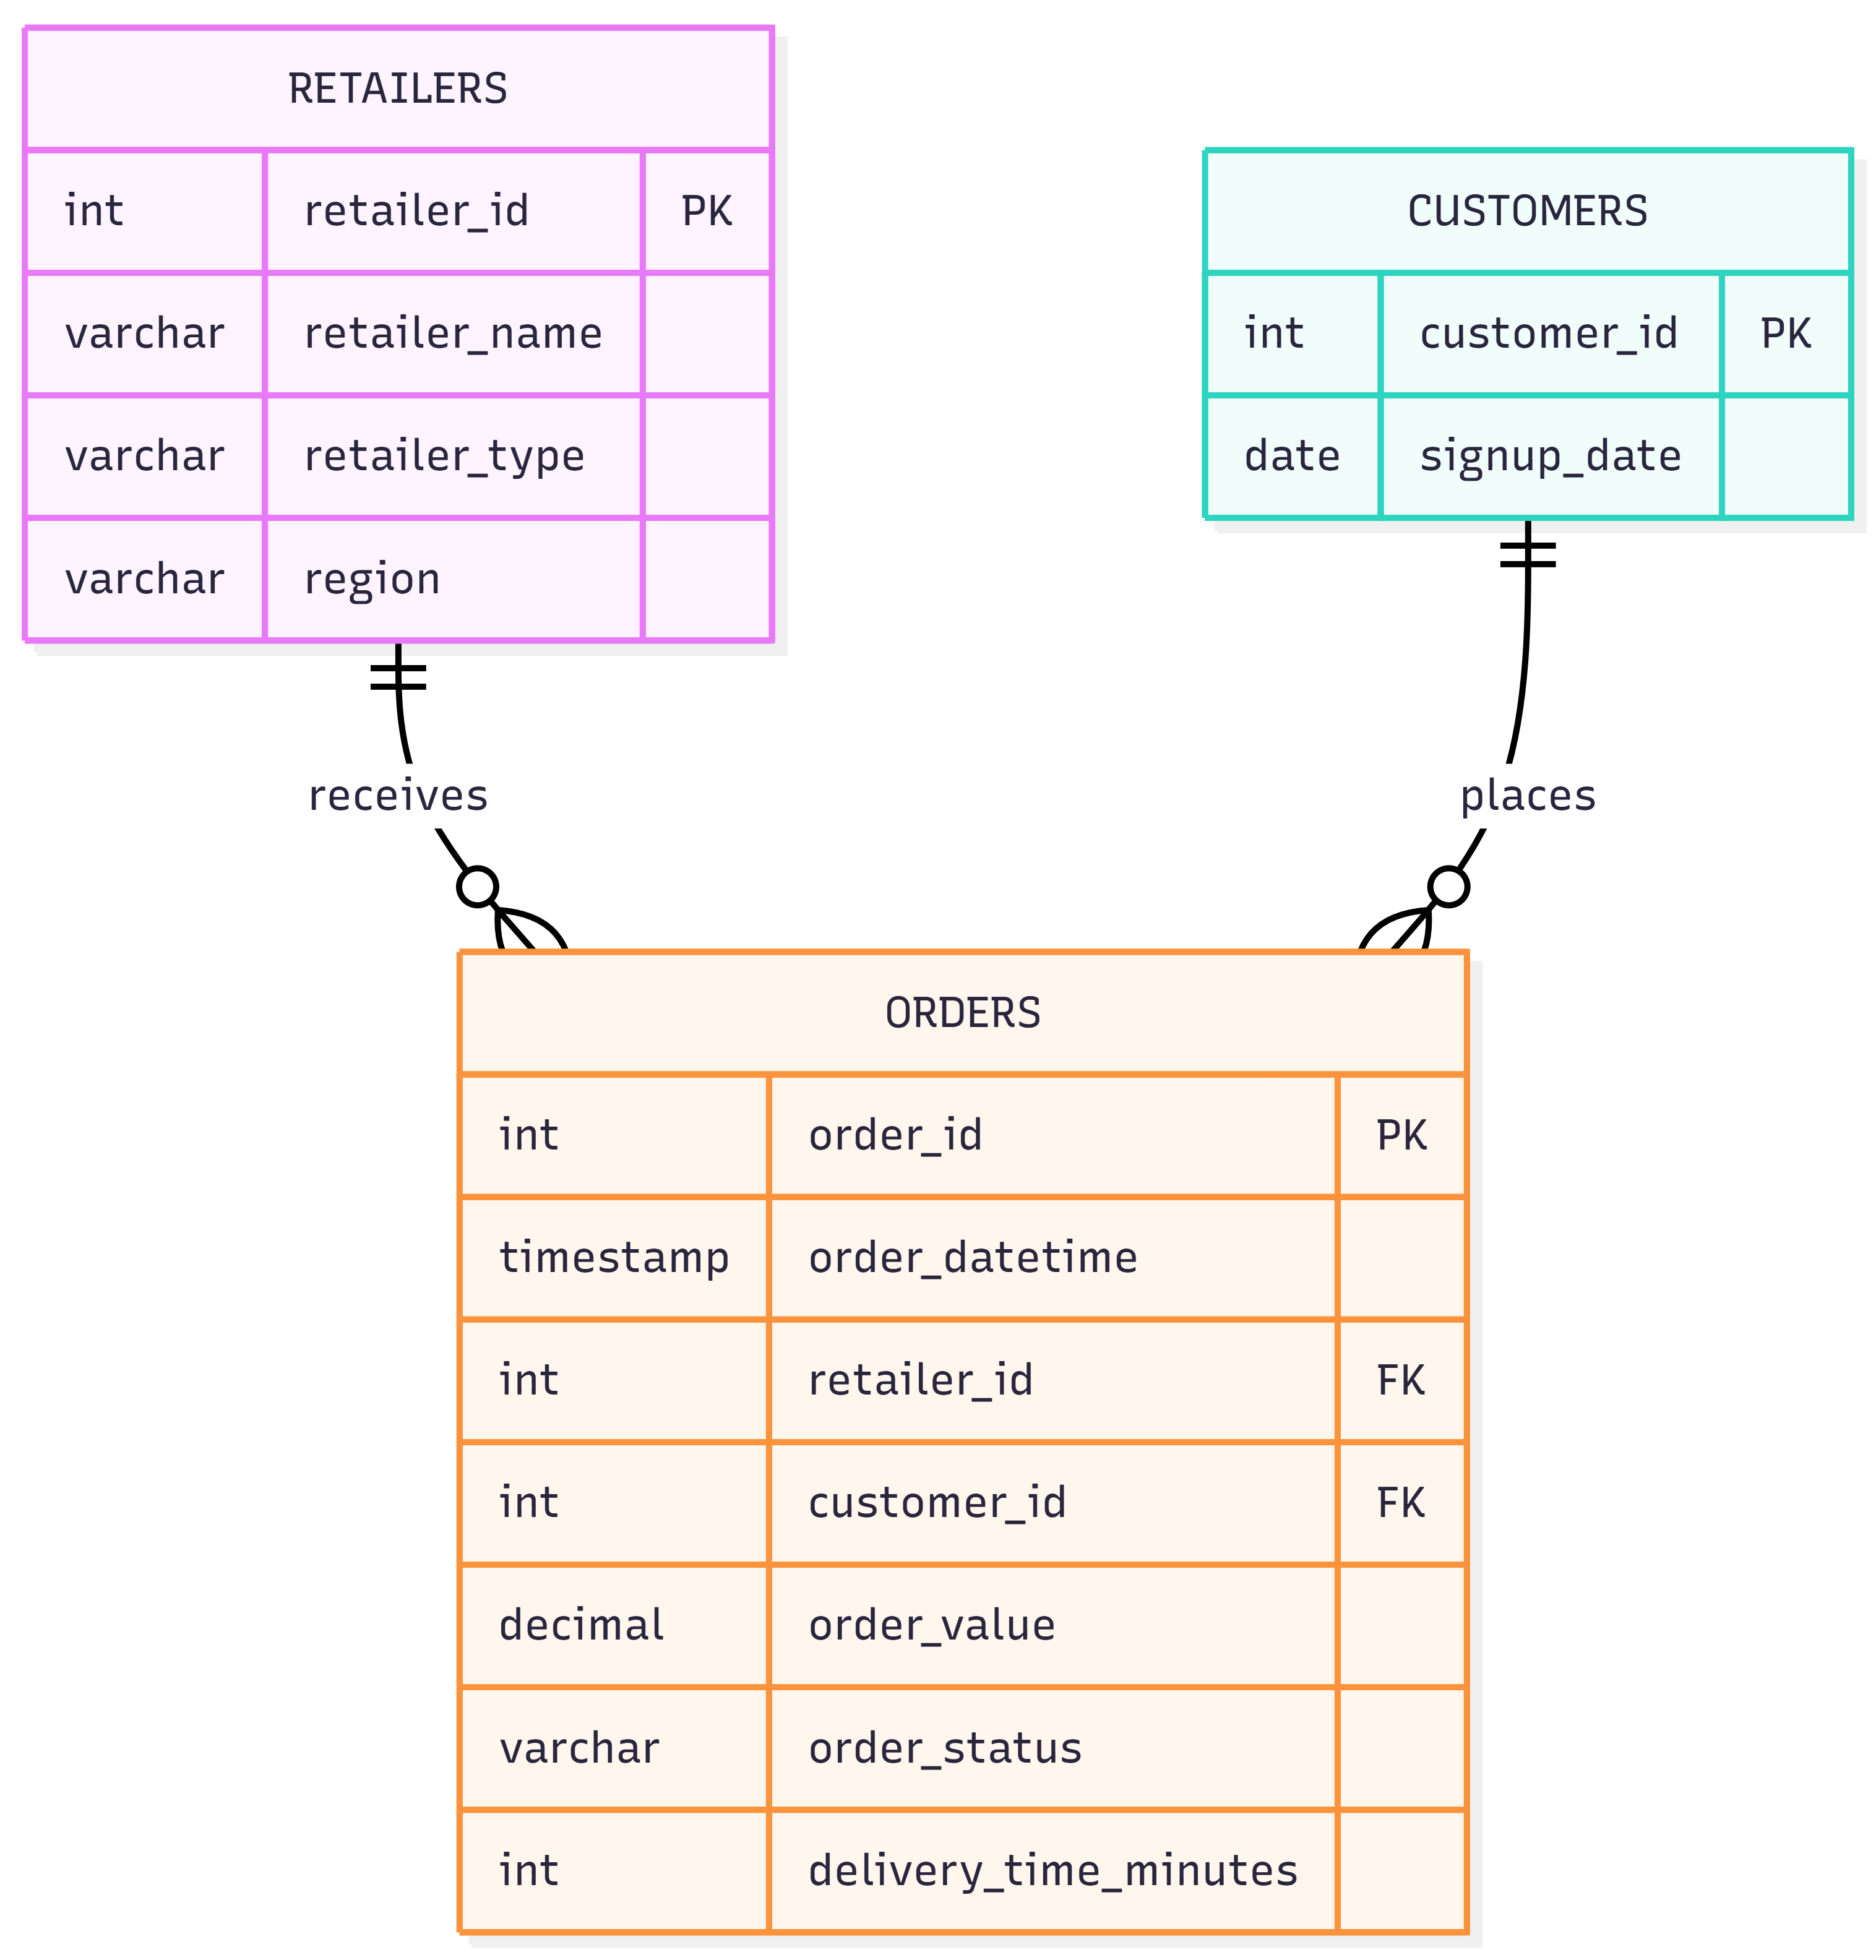 RETAILERS
int retailer_id PK
varchar retailer_name
varchar retailer_type
varchar region
CUSTOMERS
int customer_id PK
date signup_date
receives
places
ORDERS
int order_id PK
timestamp order_datetime
int retailer_id FK
int customer_id FK
decimal order_value
varchar order_status
int delivery_time_minutes